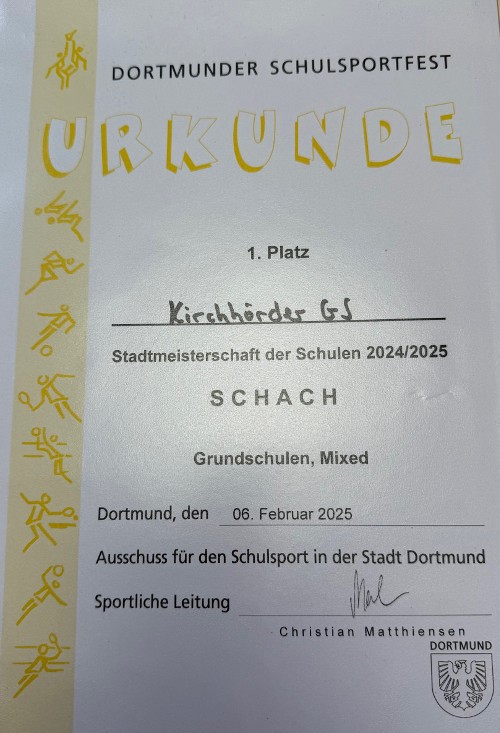 DORTMUNDER SCHULSPORTFEST
URKUNDE
1. Platz
Kirchhörder GS
Stadtmeisterschaft der Schulen 2024/2025
SCHACH
Grundschulen, Mixed
Dortmund, den 06. Februar 2025
Ausschuss für den Schulsport in der Stadt Dortmund
Sportliche Leitung
Christian Matthiensen
DORTMUND